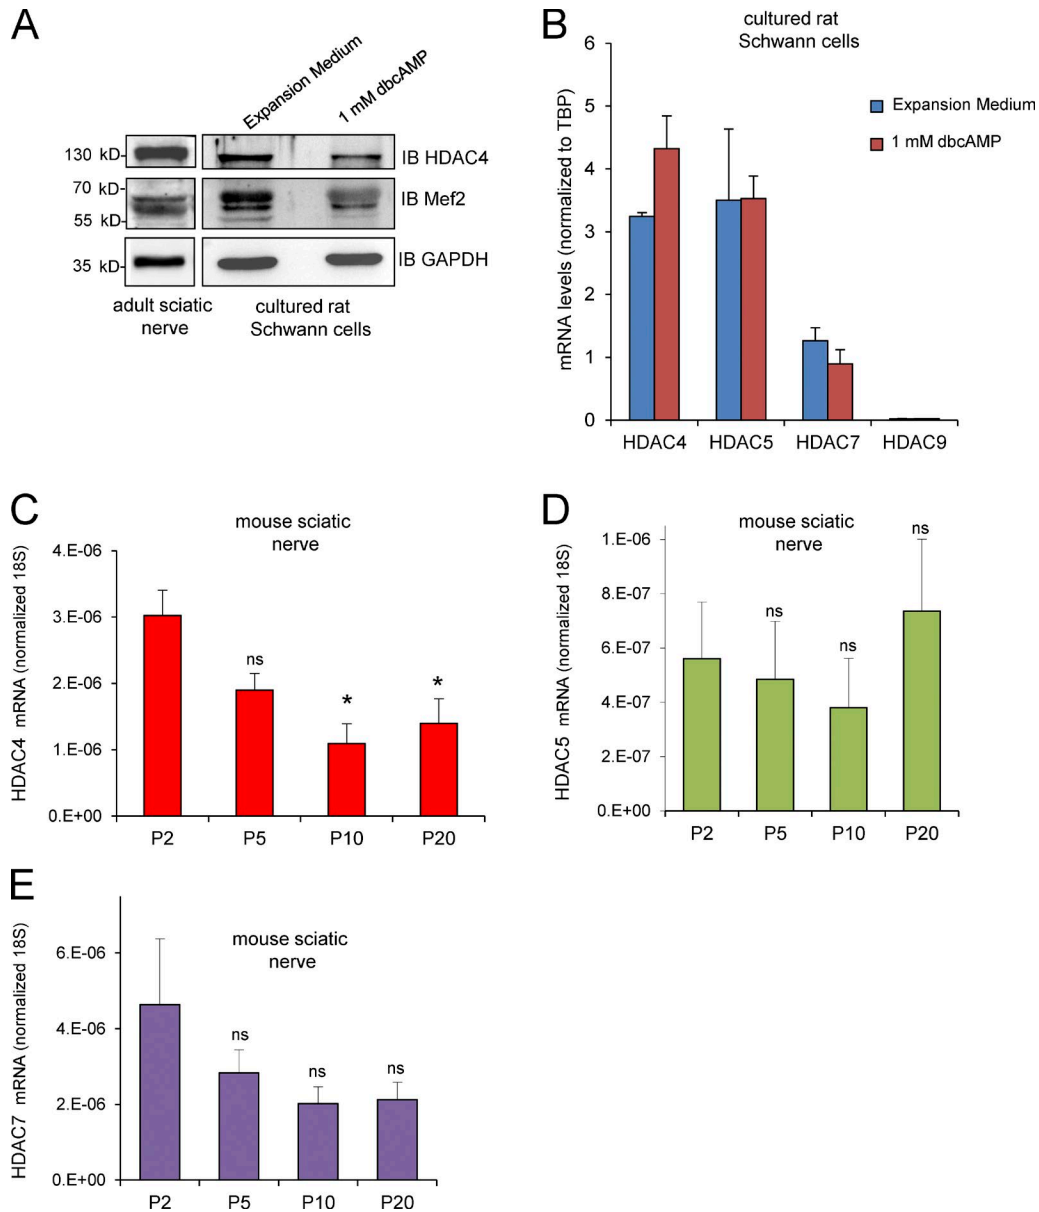 A
Expansion Medium
1 mM dbcAMP
130 kD
IB HDAC4
70 kD
IB Mef2
55 kD
35 kD
IB GAPDH
adult sciatic
nerve
cultured rat
Schwann cells
B
cultured rat
Schwann cells
mRNA levels (normalized to TBP)
6
5
4
3
2
1
0
Expansion Medium
1 mM dbcAMP
HDAC4 HDAC5 HDAC7 HDAC9
C
mouse sciatic
nerve
HDAC4 mRNA (normalized 18S)
4.E-06
3.E-06
2.E-06
1.E-06
0.E+00
ns
*
*
P2 P5 P10 P20
D
mouse sciatic
nerve
HDAC5 mRNA (normalized 18S)
1.E-06
8.E-07
6.E-07
4.E-07
2.E-07
0.E+00
ns
ns
ns
P2 P5 P10 P20
E
mouse sciatic
nerve
HDAC7 mRNA (normalized 18S)
6.E-06
4.E-06
2.E-06
0.E+00
ns
ns
ns
P2 P5 P10 P20